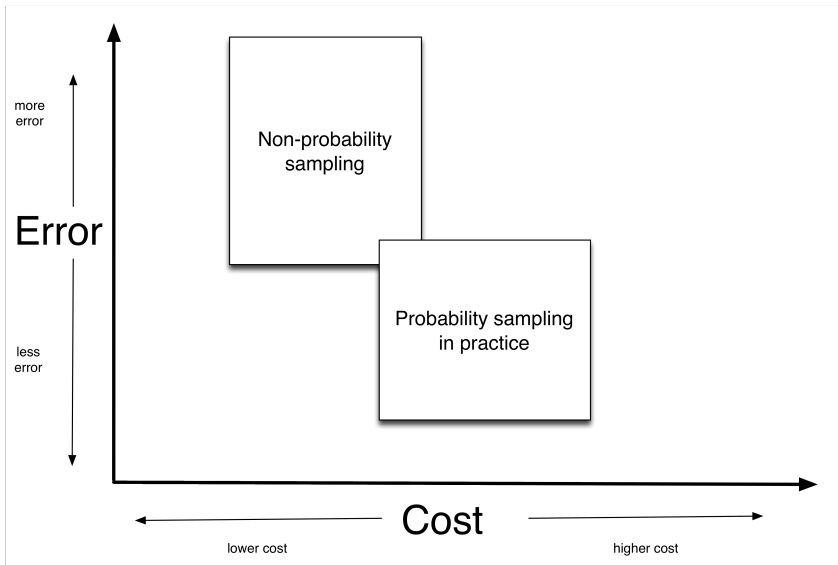 more
error
Error
less
error
Non-probability
sampling
Probability sampling
in practice
Cost
lower cost
higher cost